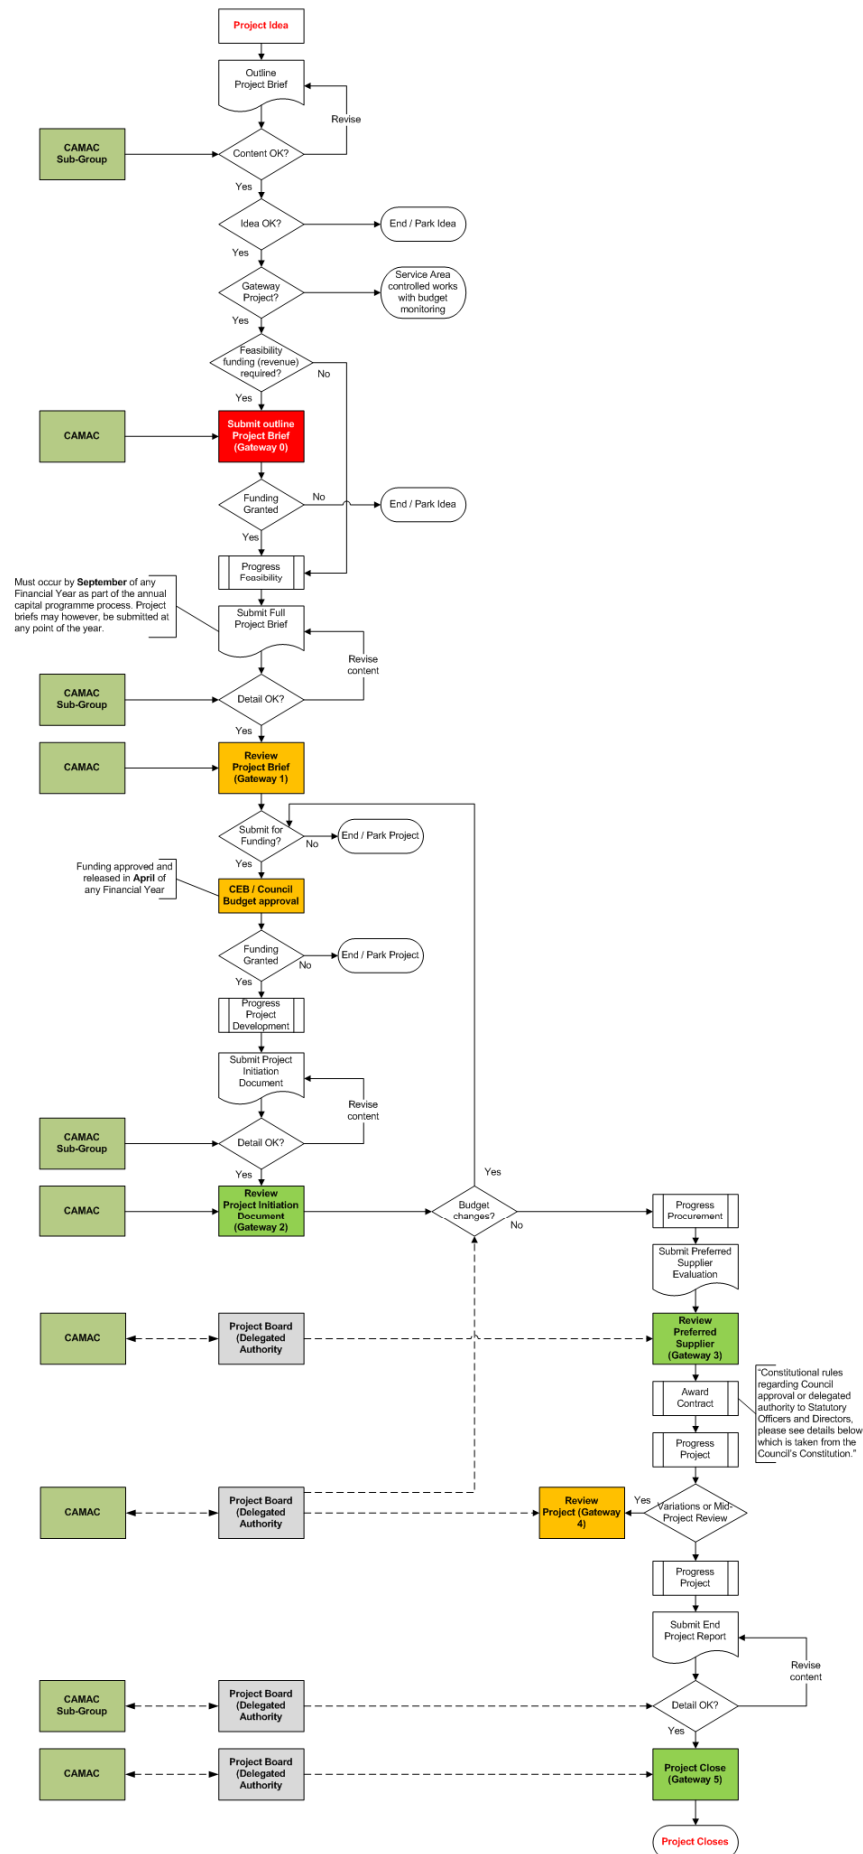 Project Idea
Outline
Project Brief
Revise
CAMAC
Sub-Group
Content OK?
Yes
Idea OK?
End / Park Idea
Yes
Gateway
Project?
Service Area
controlled works
with budget
monitoring
Yes
Feasibility
funding (revenue)
required?
No
Yes
CAMAC
Submit outline
Project Brief
(Gateway 0)
Funding
Granted
No
End / Park Idea
Yes
Progress
Feasibility
Must occur by September of any
Financial Year as part of the annual
capital programme process. Project
briefs may however, be submitted at
any point of the year.
Submit Full
Project Brief
Revise
content
CAMAC
Sub-Group
Detail OK?
Yes
CAMAC
Review
Project Brief
(Gateway 1)
Submit for
Funding?
No
End / Park Project
Yes
Funding approved and
released in April of
any Financial Year
CEB / Council
Budget approval
Funding
Granted
No
End / Park Project
Yes
Progress
Project
Development
Submit Project
Initiation
Document
Revise
content
CAMAC
Sub-Group
Detail OK?
Yes
CAMAC
Review
Project Initiation
Document
(Gateway 2)
Yes
Budget
changes?
No
Progress
Procurement
Submit Preferred
Supplier
Evaluation
CAMAC
Project Board
(Delegated
Authority
Review
Preferred
Supplier
(Gateway 3)
Award
Contract
"Constitutional rules
regarding Council
approval or delegated
authority to Statutory
Officers and Directors,
please see details below
which is taken from the
Council's Constitution."
Progress
Project
CAMAC
Project Board
(Delegated
Authority
Review
Project (Gateway
4)
Yes
Variations or Mid-
Project Review
Progress
Project
Submit End
Project Report
Revise
content
CAMAC
Sub-Group
Project Board
(Delegated
Authority
Detail OK?
Yes
CAMAC
Project Board
(Delegated
Authority
Project Close
(Gateway 5)
Project Closes